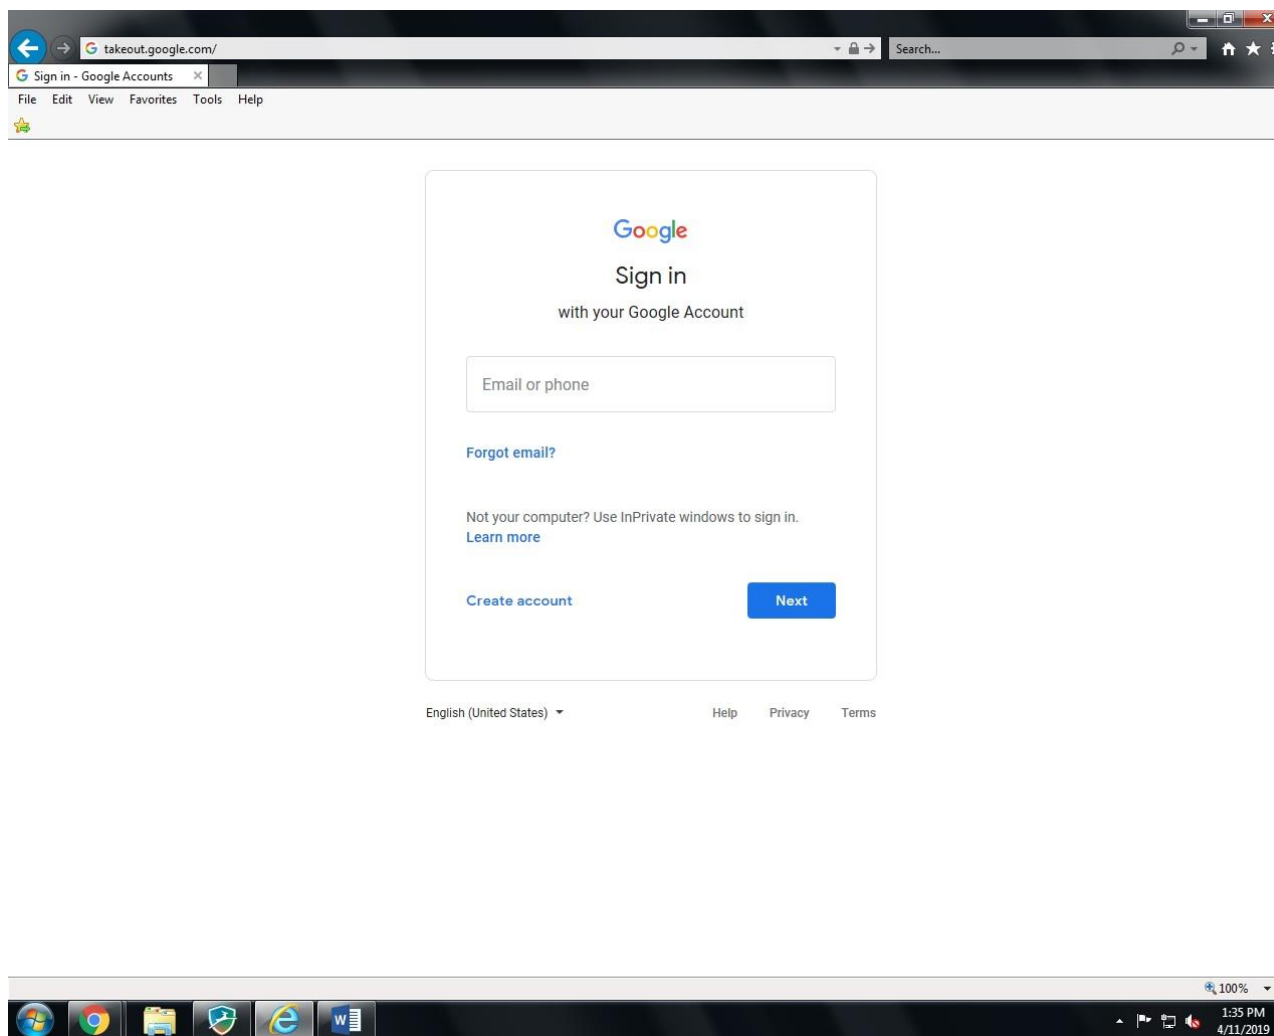 takeout.google.com/
Search...
Sign in - Google Accounts
File Edit View Favorites Tools Help
Google
Sign in
with your Google Account
Email or phone
Forgot email?
Not your computer? Use InPrivate windows to sign in.
Learn more
Create account Next
English (United States) Help Privacy Terms
100%
1:35 PM
4/11/2019